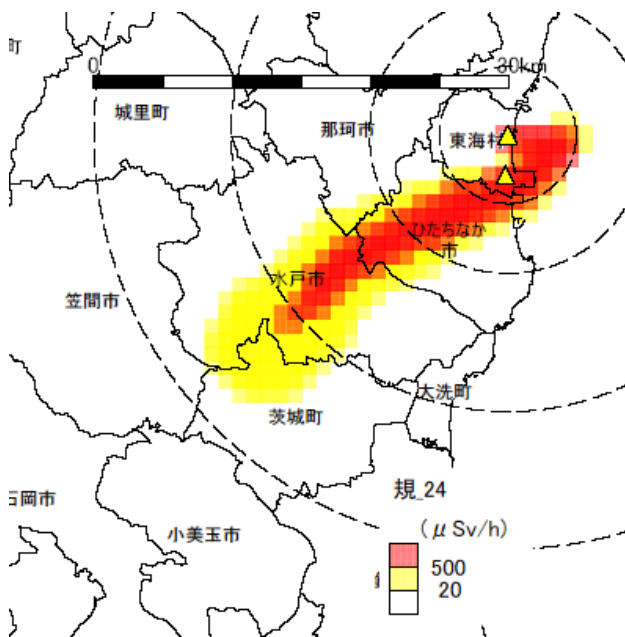 町
0
30km
城里町
那珂市
東海村
ひたちなか
市
水戸市
笠間市
大洗町
茨城町
規_24
石岡市
(μSv/h)
小美玉市
500
20